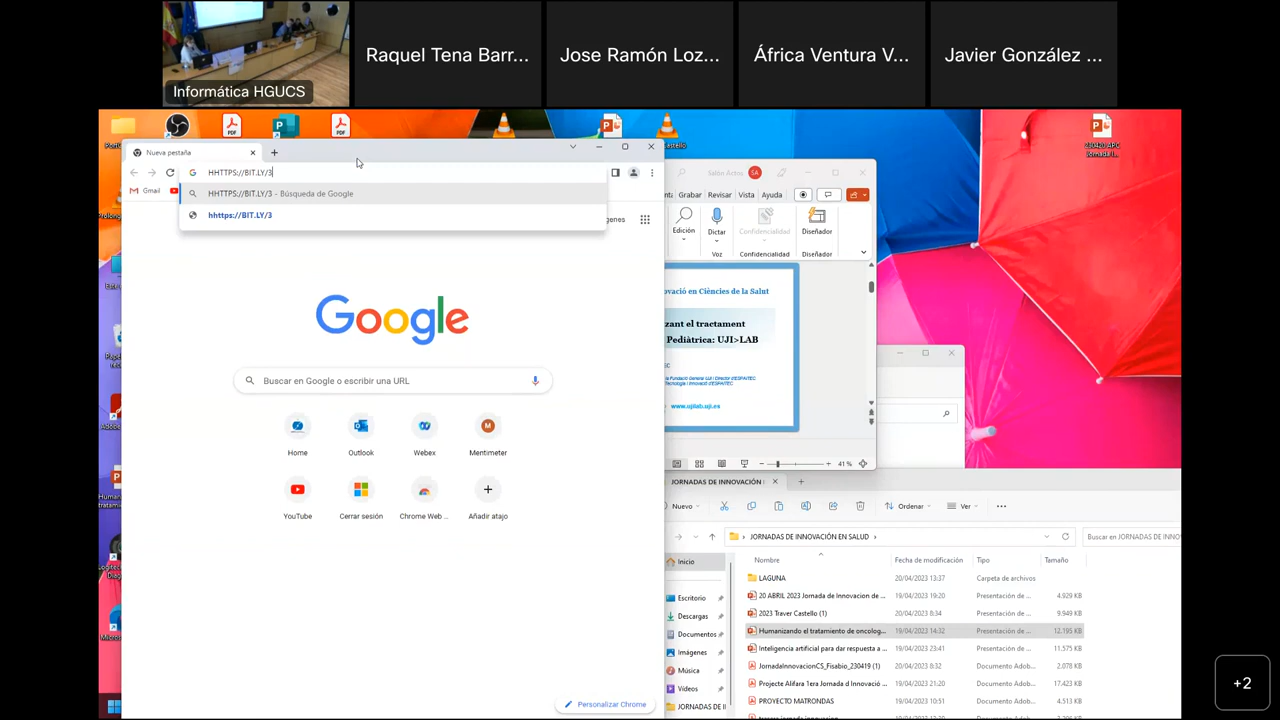 Informática HGUCS
Raquel Tena Barr...
Jose Ramón Loz...
África Ventura V...
Javier González ...
Nueva pestaña
HHTTPS://BIT.LY/3
HHTTPS://BIT.LY/3 - Búsqueda de Google
hhttps://BIT.LY/3
Gmail
Google
Buscar en Google o escribir una URL
Home
Outlook
Webex
Mentimeter
YouTube
Cerrar sesión
Chrome Web ...
Añadir atajo
Personalizar Chrome
SA
Grabar Revisar Vista Ayuda
Edición
Dictar
Confidencialidad
Diseñador
Voz
Confidencialidad
Diseñador
ovació en Ciències de la Salut
zant el tractament
Pediàtrica: UJI>LAB
www.ujilab.uji.es
41 %
JORNADAS DE INNOVACIÓN
Nuevo
Ordenar
Ver
JORNADAS DE INNOVACIÓN EN SALUD
Buscar en JORNADAS DE INNO
Inicio
Escritorio
Descargas
Documentos
Imágenes
Música
Vídeos
JORNADAS DE I
Nombre Fecha de modificación Tipo Tamaño
LAGUNA 20/04/2023 13:37 Carpeta de archivos
20 ABRIL 2023 Jornada de Innovacion de ... 19/04/2023 19:20 Presentación de ... 4.929 KB
2023 Traver Castello (1) 20/04/2023 8:34 Presentación de ... 9.949 KB
Humanizando el tratamiento de oncolog... 19/04/2023 14:32 Presentación de ... 12.195 KB
Inteligencia artificial para dar respuesta a ... 19/04/2023 23:41 Presentación de ... 11.575 KB
JornadaInnovacionCS_Fisabio_230419 (1) 20/04/2023 8:32 Documento Adob... 2.078 KB
Projecte Alifara 1era Jornada d Innovació ... 19/04/2023 21:20 Documento Adob... 17.423 KB
PROYECTO MATRONDAS 19/04/2023 10:51 Documento Adob...
+2